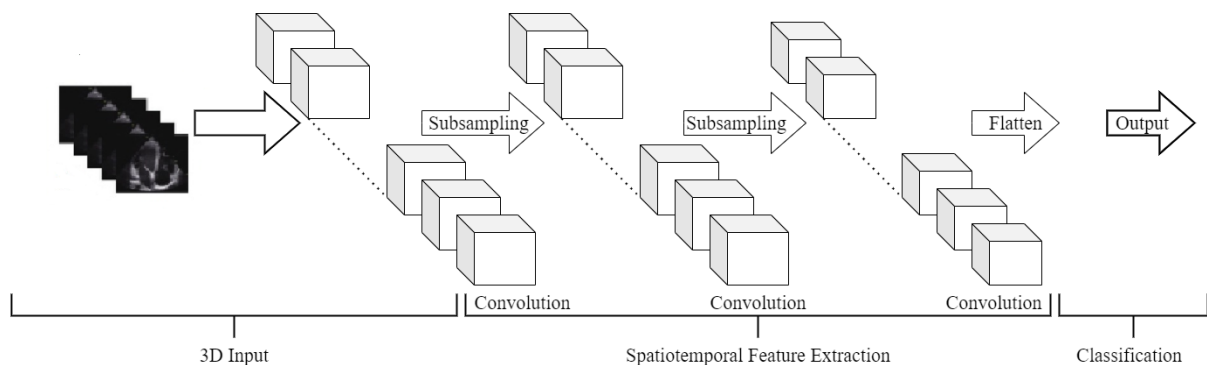 Subsampling
Subsampling
Flatten
Output
Convolution
Convolution
Convolution
3D Input
Spatiotemporal Feature Extraction
Classification